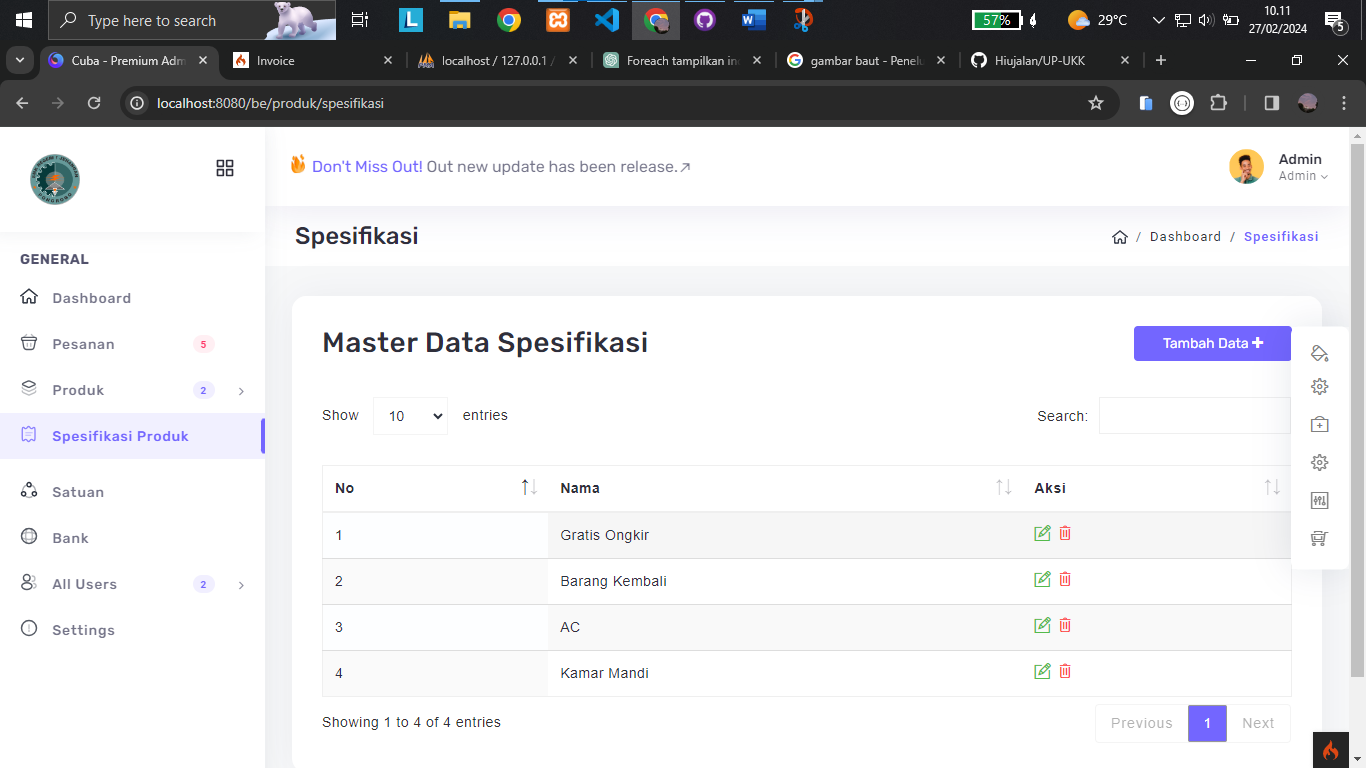 Type here to search
57%
29°C
10.11
27/02/2024
5
Cuba - Premium Adm
Invoice
localhost / 127.0.0.1 /
Foreach tampilkan in
gambar baut - Penelu
Hiujalan/UP-UKK
localhost:8080/be/produk/spesifikasi
Don't Miss Out! Out new update has been release.
Admin
Admin
Spesifikasi
Dashboard / Spesifikasi
GENERAL
Dashboard
Pesanan 5
Produk 2
Spesifikasi Produk
Satuan
Bank
All Users 2
Settings
Master Data Spesifikasi
Tambah Data
Show 10 entries
Search:
No Nama Aksi
1 Gratis Ongkir
2 Barang Kembali
3 AC
4 Kamar Mandi
Showing 1 to 4 of 4 entries
Previous 1 Next